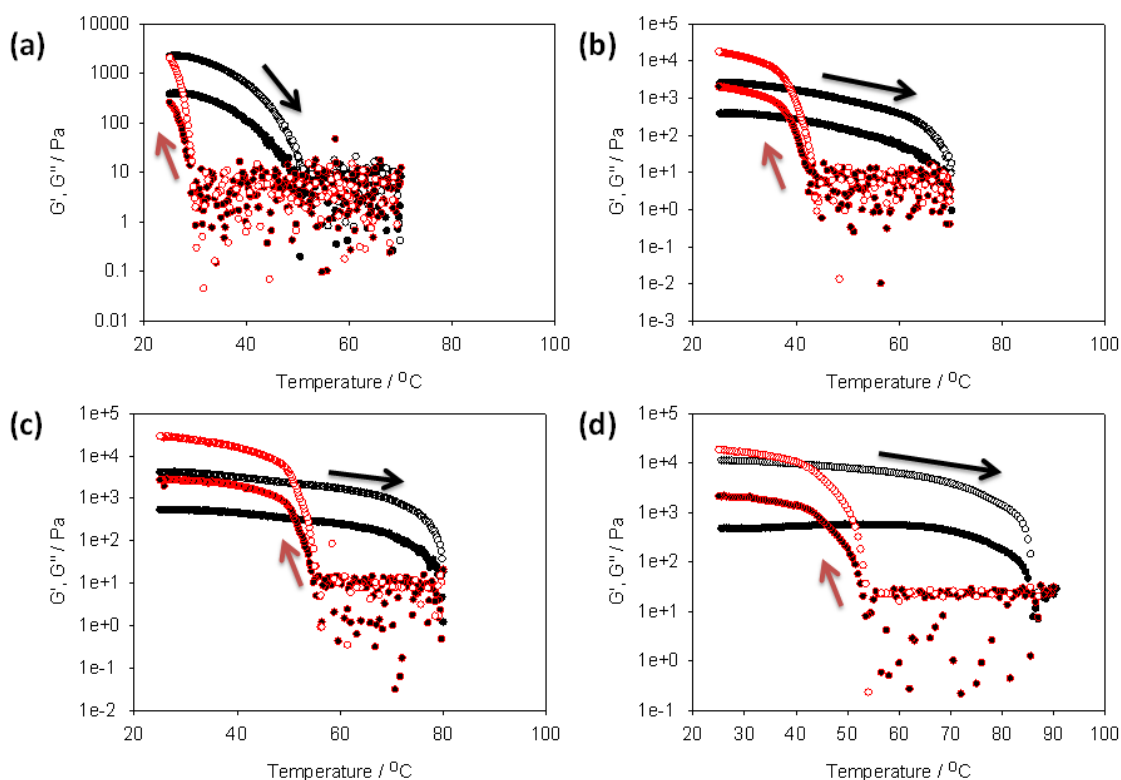 (a)
10000
1000
100
10
1
0.1
0.01
G', G'' / Pa
20 40 60 80 100
Temperature / ⁰C
(b)
1e+5
1e+4
1e+3
1e+2
1e+1
1e+0
1e-1
1e-2
1e-3
G', G'' / Pa
20 40 60 80 100
Temperature / ⁰C
(c)
1e+5
1e+4
1e+3
1e+2
1e+1
1e+0
1e-1
1e-2
G', G'' / Pa
20 40 60 80 100
Temperature / ⁰C
(d)
1e+5
1e+4
1e+3
1e+2
1e+1
1e+0
1e-1
G', G'' / Pa
20 30 40 50 60 70 80 90 100
Temperature / ⁰C